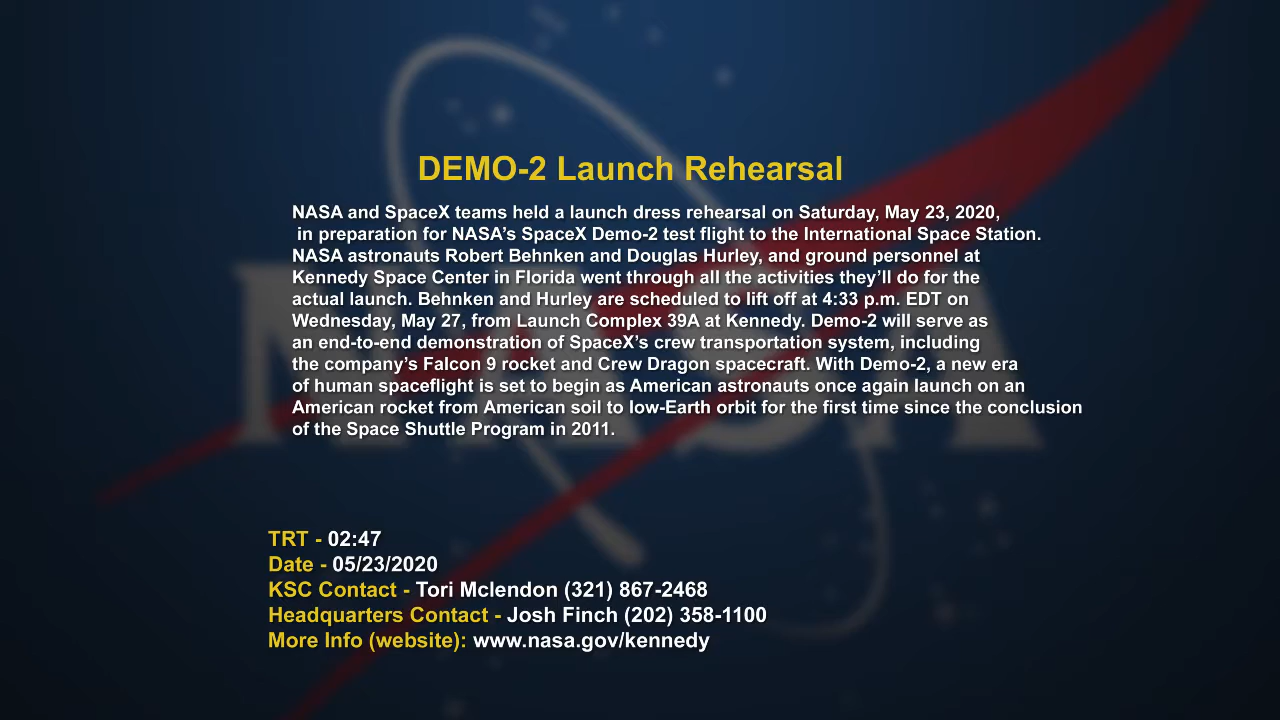 DEMO-2 Launch Rehearsal
NASA and SpaceX teams held a launch dress rehearsal on Saturday, May 23, 2020,
in preparation for NASA’s SpaceX Demo-2 test flight to the International Space Station.
NASA astronauts Robert Behnken and Douglas Hurley, and ground personnel at
Kennedy Space Center in Florida went through all the activities they’ll do for the
actual launch. Behnken and Hurley are scheduled to lift off at 4:33 p.m. EDT on
Wednesday, May 27, from Launch Complex 39A at Kennedy. Demo-2 will serve as
an end-to-end demonstration of SpaceX’s crew transportation system, including
the company’s Falcon 9 rocket and Crew Dragon spacecraft. With Demo-2, a new era
of human spaceflight is set to begin as American astronauts once again launch on an
American rocket from American soil to low-Earth orbit for the first time since the conclusion
of the Space Shuttle Program in 2011.
NASA
TRT - 02:47
Date - 05/23/2020
KSC Contact - Tori Mclendon (321) 867-2468
Headquarters Contact - Josh Finch (202) 358-1100
More Info (website): www.nasa.gov/kennedy